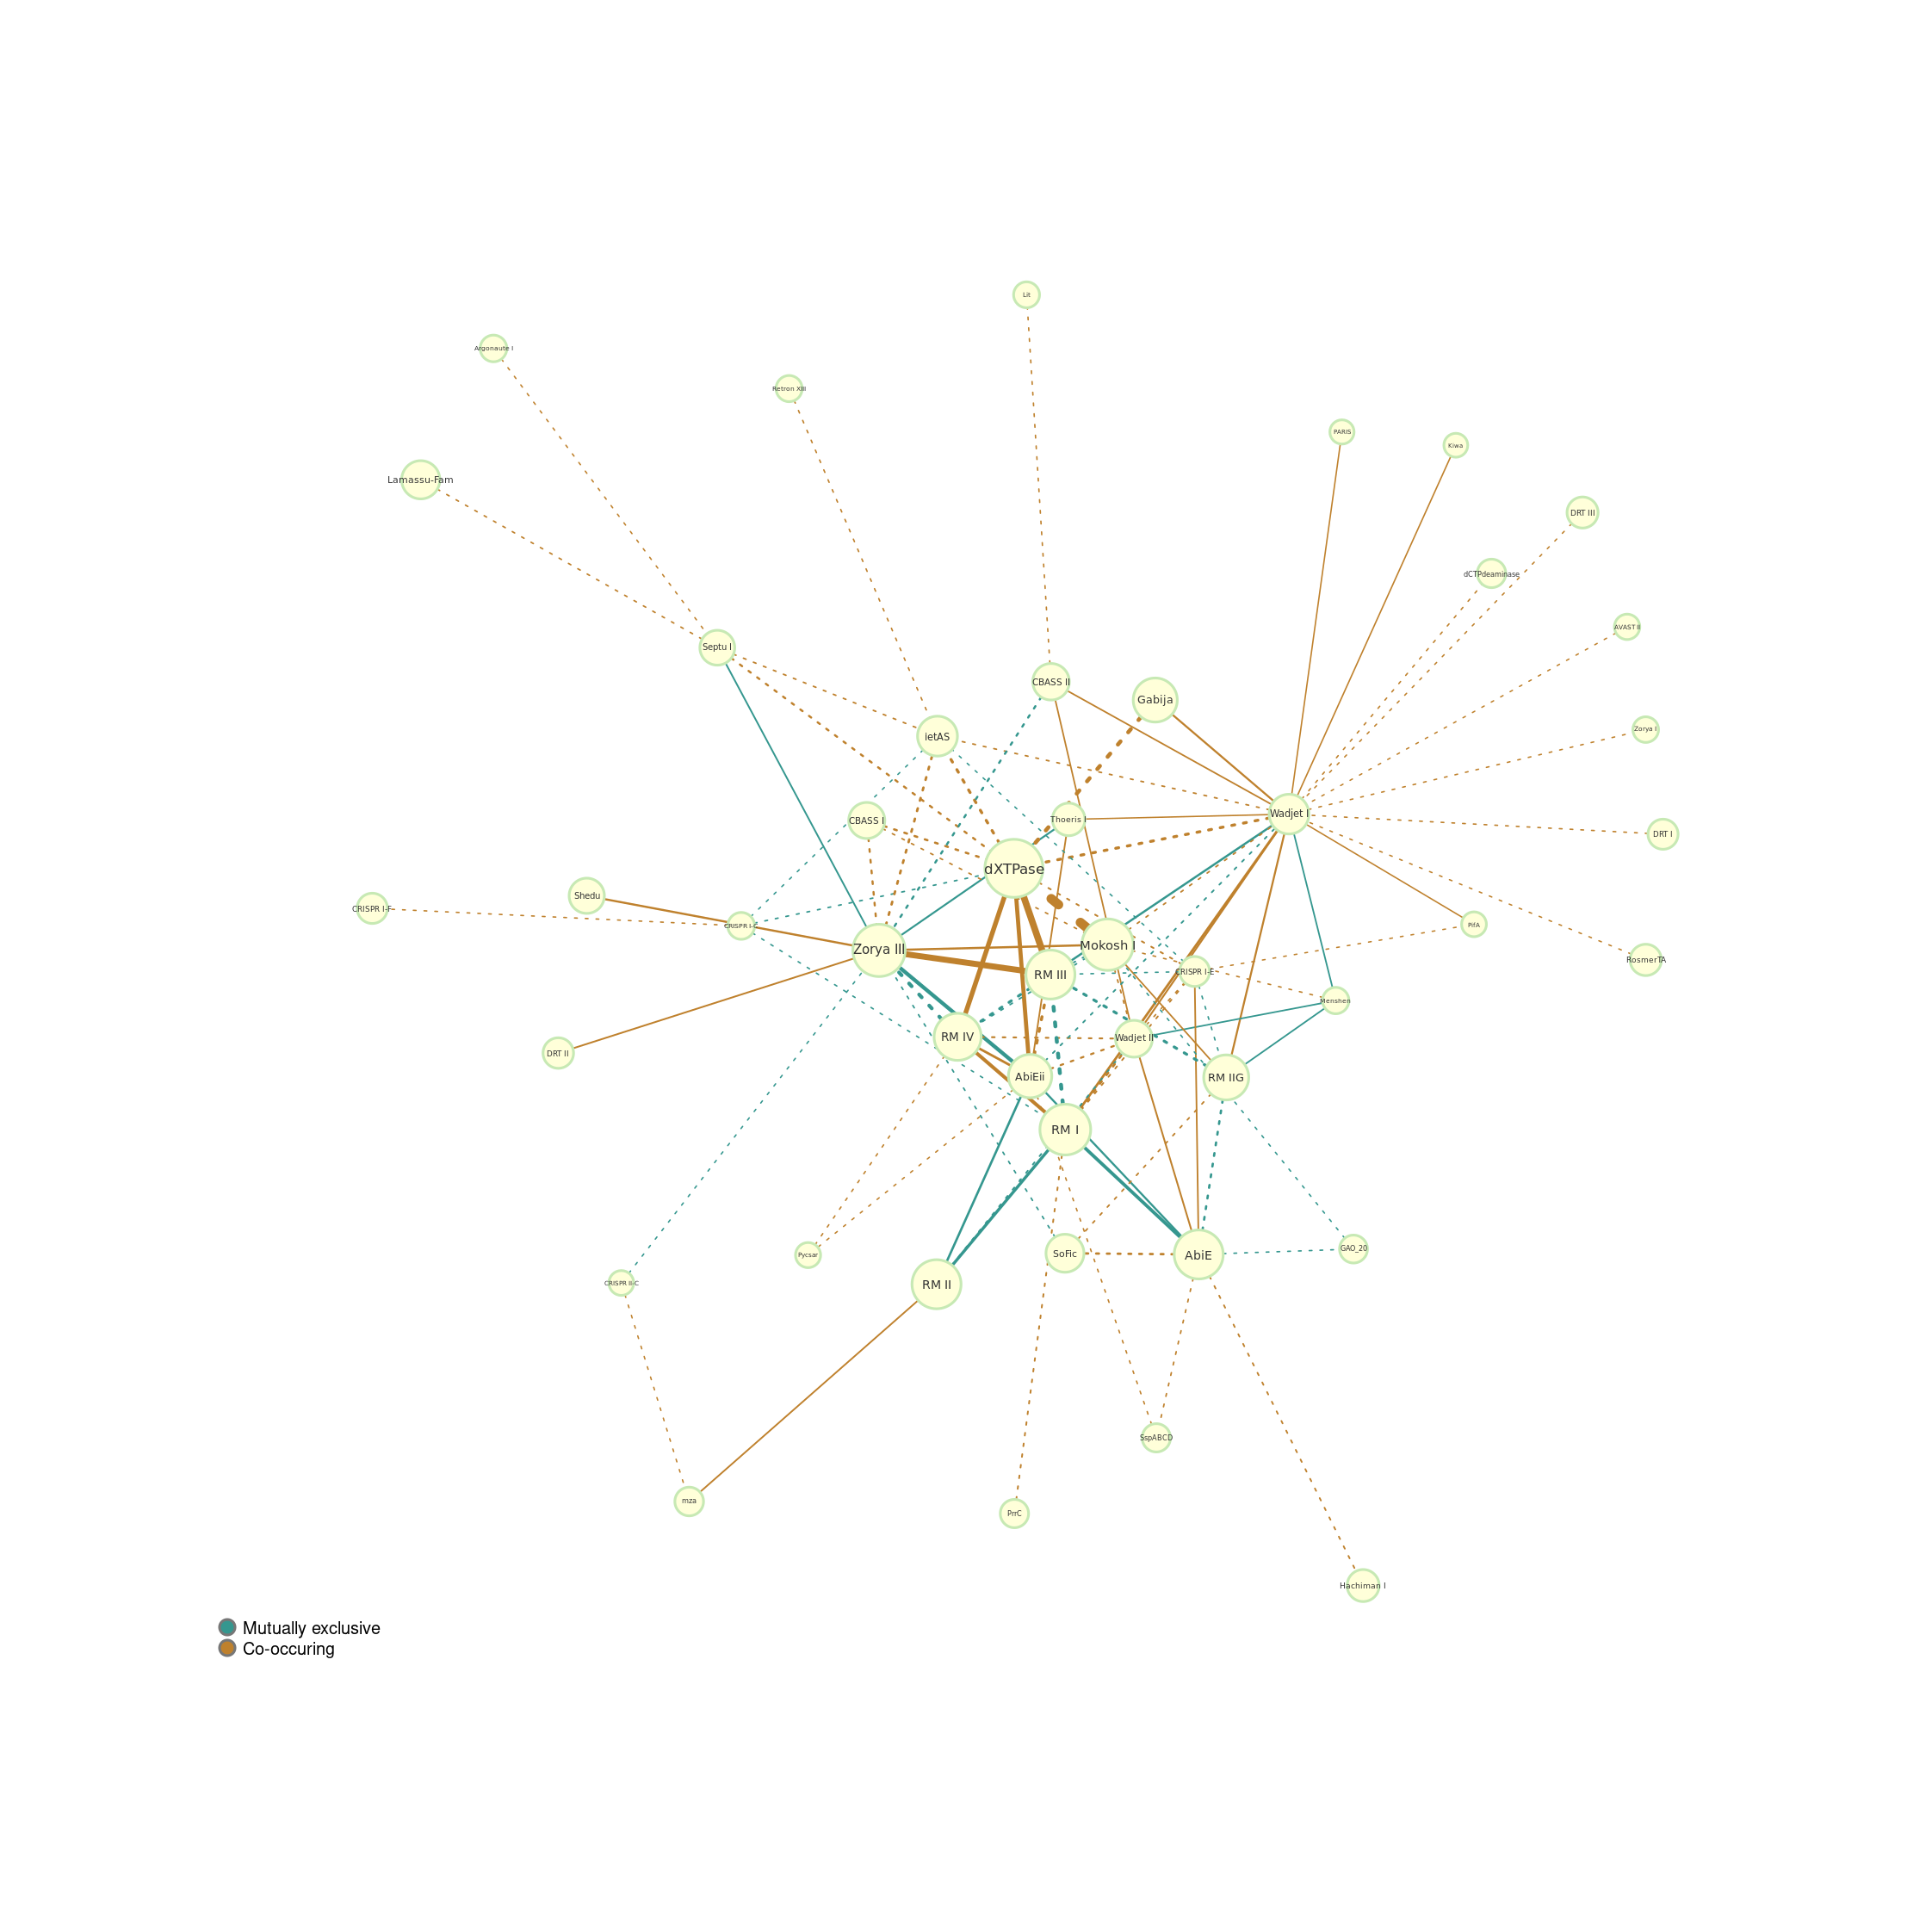 Lit
Argonaute I
Retron XIII
PARIS
Kiwa
Lamassu-Fam
DRT III
dCTPdeaminase
AVAST II
Septu I
CBASS II
Gabija
Zorya I
ietAS
Wadjet I
CBASS I
Thoeris I
DRT I
dXTPase
Shedu
CRISPR I-F
CRISPR I-
PifA
Zorya III
Mokosh I
RosmerTA
RM III
CRISPR I-E
Menshen
RM IV
Wadjet II
DRT II
AbiEii
RM IIG
RM I
GAO_20
SoFic
AbiE
Pycsar
CRISPR II-C
RM II
SspABCD
mza
PrrC
Hachiman I
Mutually exclusive
Co-occuring